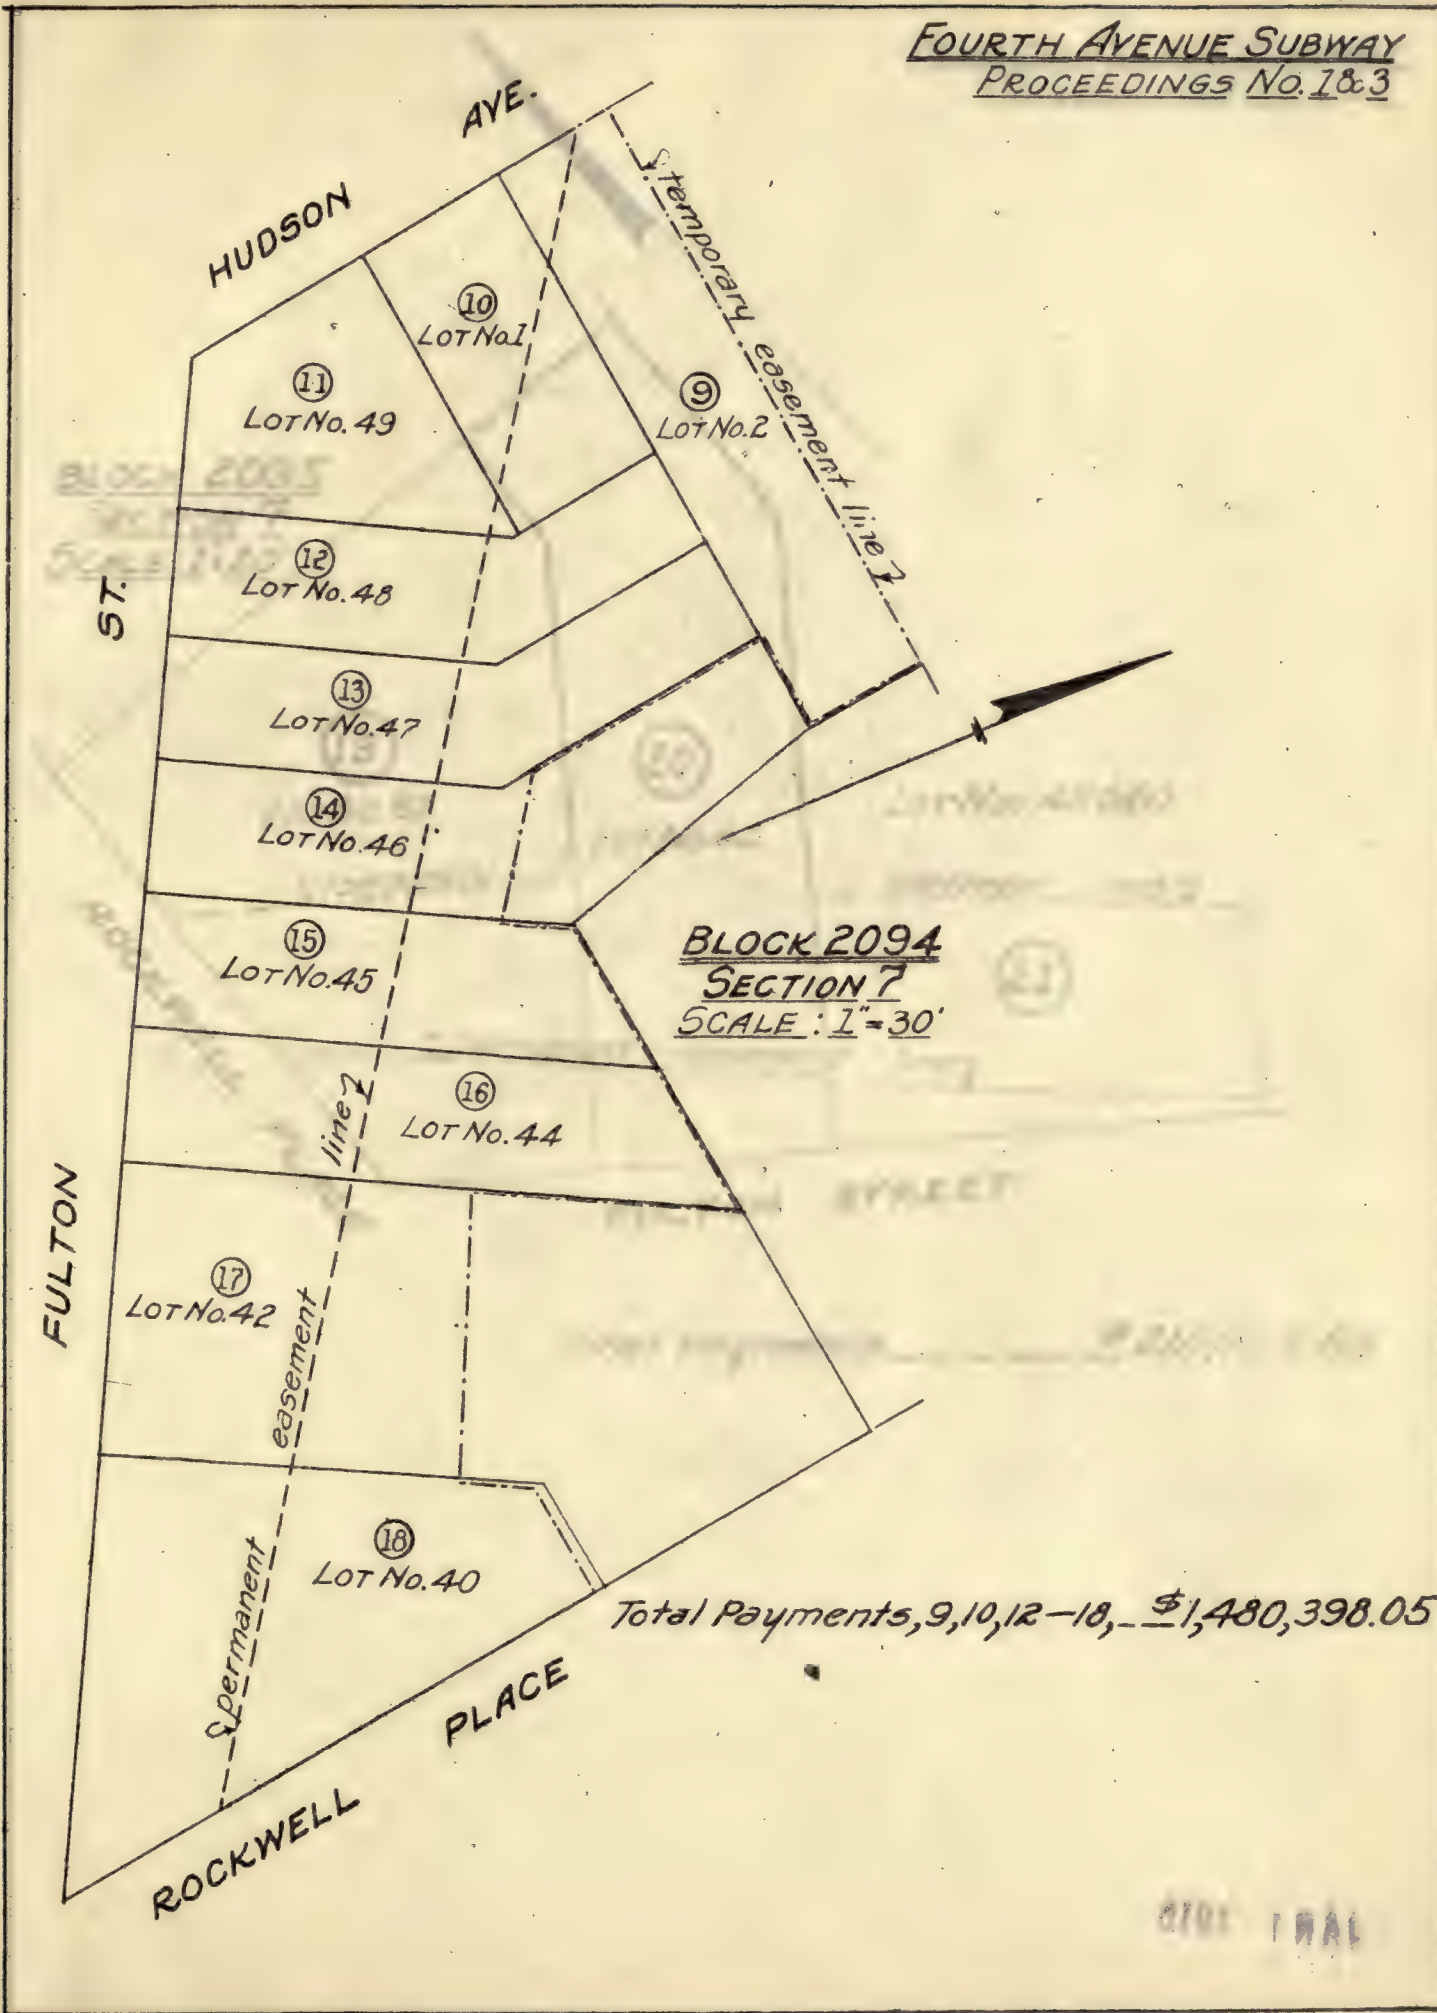 FOURTH AVENUE SUBWAY
PROCEEDINGS No. 1&3
HUDSON AVE.
temporary easement line
10
LOT No.1
11
LOT No. 49
9
LOT No. 2
12
LOT No. 48
13
LOT No. 47
14
LOT No. 46
15
LOT No. 45
16
LOT No. 44
17
LOT No. 42
18
LOT No. 40
FULTON ST.
permanent easement line
BLOCK 2094
SECTION 7
SCALE : 1"=30'
Total Payments, 9,10,12-18, $1,480,398.05
ROCKWELL PLACE
BLOCK 2095
STREET